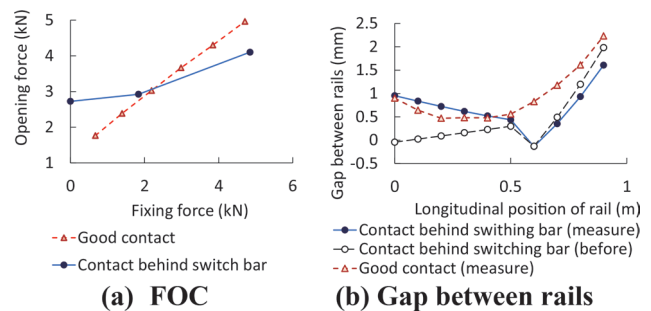 Opening force (kN)
5
4
3
2
1
0
2
4
6
Fixing force (kN)
Good contact
Contact behind switch bar
(a) FOC
Gap between rails (mm)
2.5
2
1.5
1
0.5
0
-0.5
0
0.5
1
Longitudinal position of rail (m)
Contact behind swithing bar (measure)
Contact behind switching bar (before)
Good contact (measure)
(b) Gap between rails